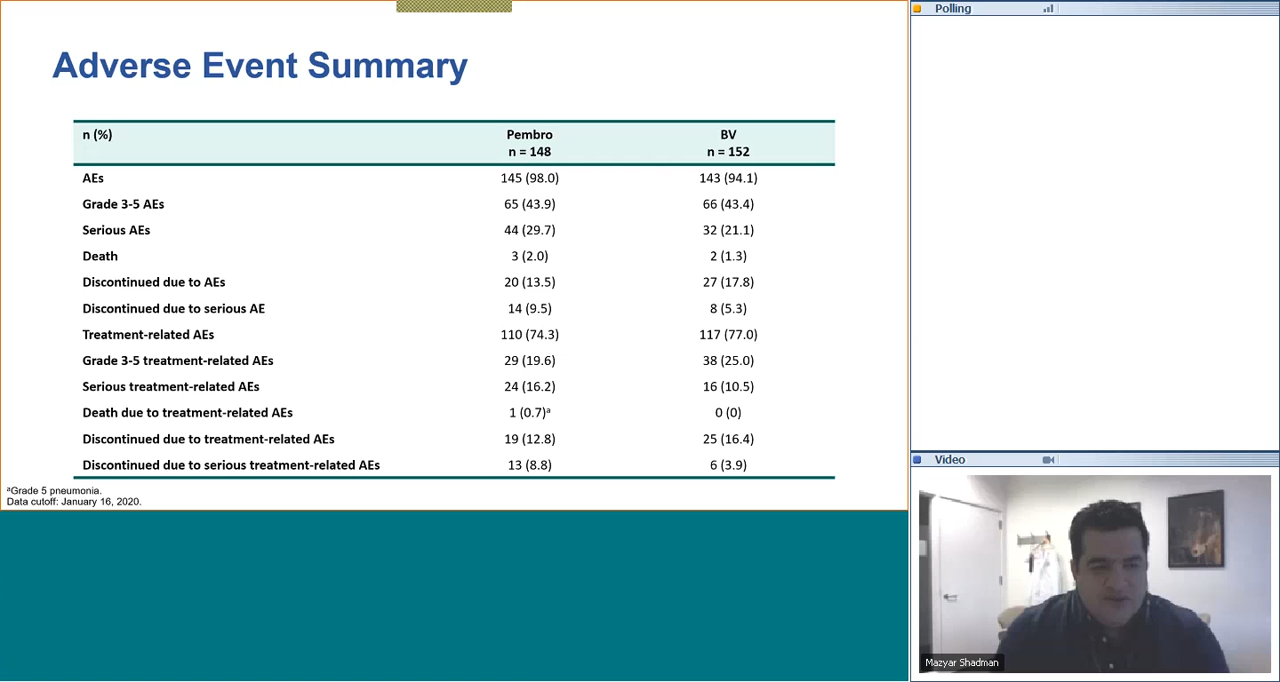 Adverse Event Summary
n (%) Pembro BV
n = 148 n = 152
AEs 145 (98.0) 143 (94.1)
Grade 3-5 AEs 65 (43.9) 66 (43.4)
Serious AEs 44 (29.7) 32 (21.1)
Death 3 (2.0) 2 (1.3)
Discontinued due to AEs 20 (13.5) 27 (17.8)
Discontinued due to serious AE 14 (9.5) 8 (5.3)
Treatment-related AEs 110 (74.3) 117 (77.0)
Grade 3-5 treatment-related AEs 29 (19.6) 38 (25.0)
Serious treatment-related AEs 24 (16.2) 16 (10.5)
Death due to treatment-related AEs 1 (0.7)ᵃ 0 (0)
Discontinued due to treatment-related AEs 19 (12.8) 25 (16.4)
Discontinued due to serious treatment-related AEs 13 (8.8) 6 (3.9)
ᵃGrade 5 pneumonia.
Data cutoff: January 16, 2020.
Polling
Video
Mazyar Shadman